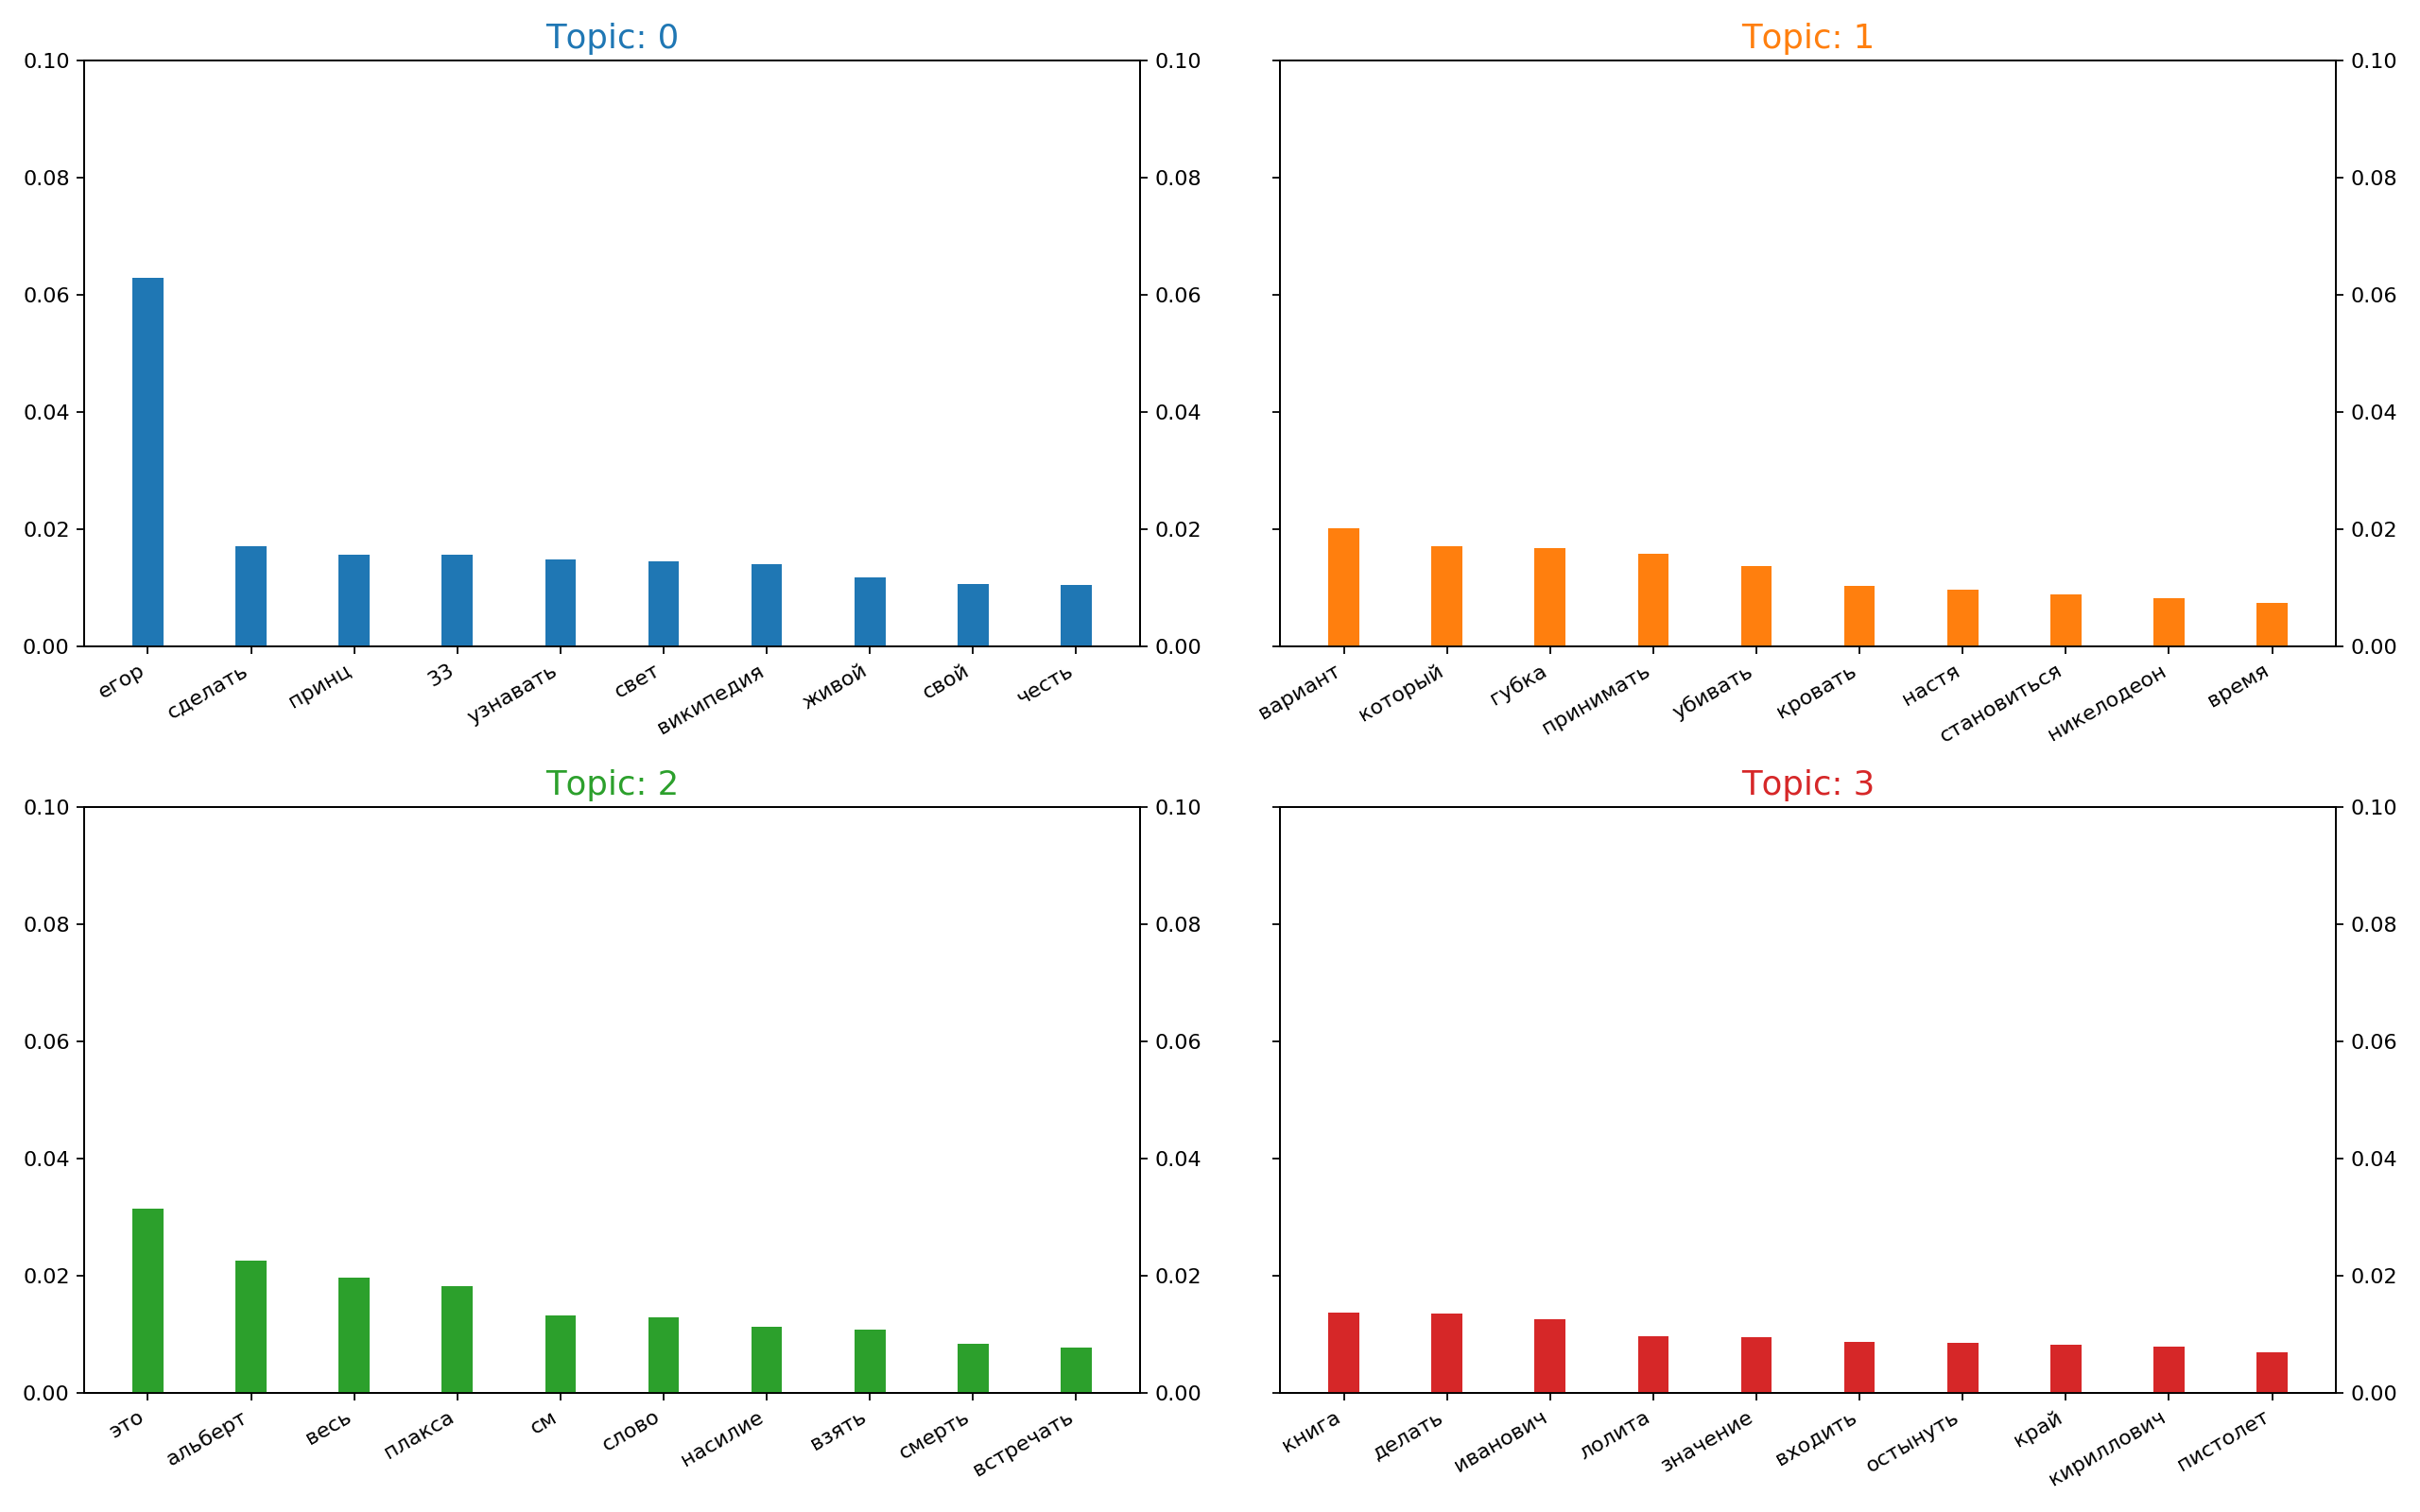 Topic: 0
0.10
0.08
0.06
0.04
0.02
0.00
0.10
0.08
0.06
0.04
0.02
0.00
егор
сделать
принц
33
узнавать
свет
википедия
живой
свой
честь
Topic: 1
0.10
0.08
0.06
0.04
0.02
0.00
вариант
который
губка
принимать
убивать
кровать
настя
становиться
никелодеон
время
Topic: 2
0.10
0.08
0.06
0.04
0.02
0.00
0.10
0.08
0.06
0.04
0.02
0.00
это
альберт
весь
плакса
см
слово
насилие
взять
смерть
встречать
Topic: 3
0.10
0.08
0.06
0.04
0.02
0.00
книга
делать
иванович
лолита
значение
входить
остынуть
край
кириллович
пистолет